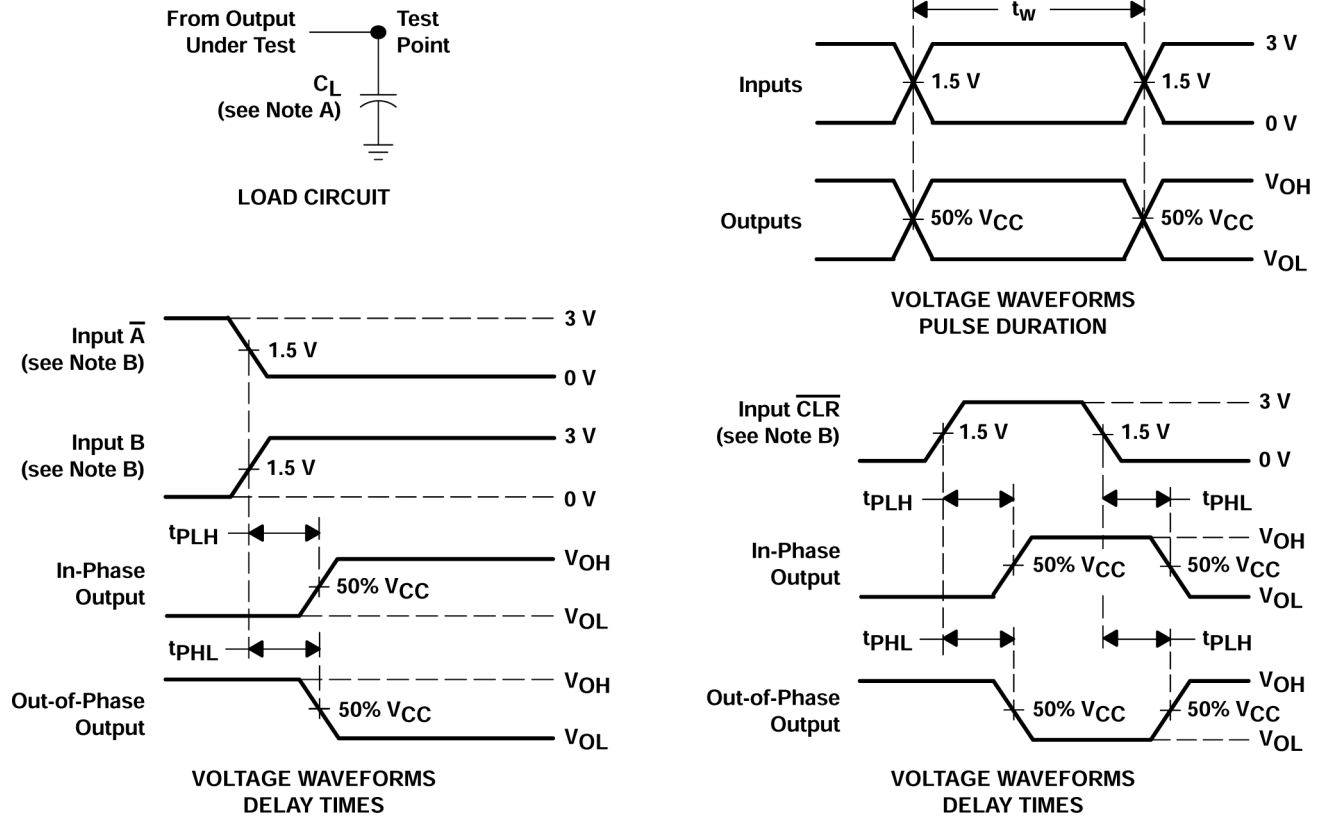 From Output
Under Test
Test
Point
CL
(see Note A)
LOAD CIRCUIT
tw
Inputs
1.5 V
1.5 V
3 V
0 V
Outputs
50% VCC
50% VCC
VOH
VOL
VOLTAGE WAVEFORMS
PULSE DURATION
Input A̅
(see Note B)
1.5 V
3 V
0 V
Input B
(see Note B)
1.5 V
3 V
0 V
tPLH
In-Phase
Output
50% VCC
VOH
VOL
tPHL
Out-of-Phase
Output
50% VCC
VOH
VOL
VOLTAGE WAVEFORMS
DELAY TIMES
Input C̅L̅R̅
(see Note B)
1.5 V
1.5 V
3 V
0 V
tPLH
tPHL
In-Phase
Output
50% VCC
50% VCC
VOH
VOL
tPHL
tPLH
Out-of-Phase
Output
50% VCC
50% VCC
VOH
VOL
VOLTAGE WAVEFORMS
DELAY TIMES